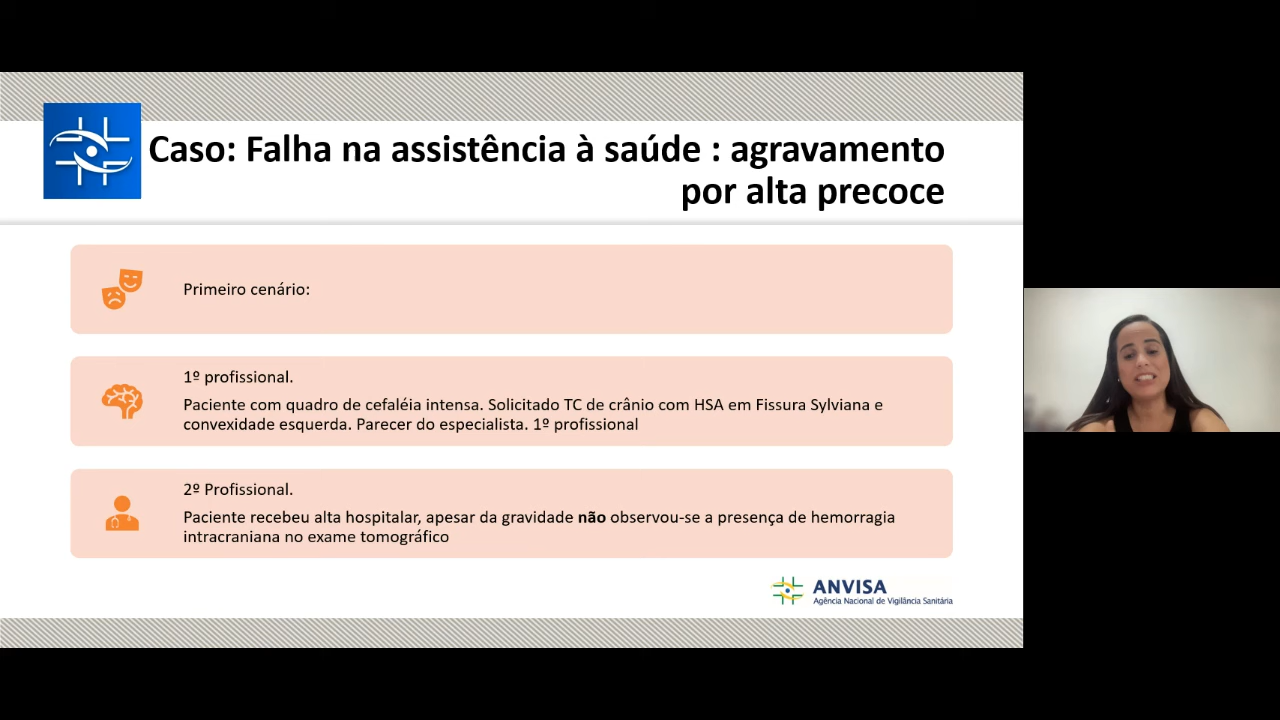 Caso: Falha na assistência à saúde : agravamento
por alta precoce
Primeiro cenário:
1º profissional.
Paciente com quadro de cefaléia intensa. Solicitado TC de crânio com HSA em Fissura Sylviana e
convexidade esquerda. Parecer do especialista. 1º profissional
2º Profissional.
Paciente recebeu alta hospitalar, apesar da gravidade não observou-se a presença de hemorragia
intracraniana no exame tomográfico
ANVISA
Agência Nacional de Vigilância Sanitária